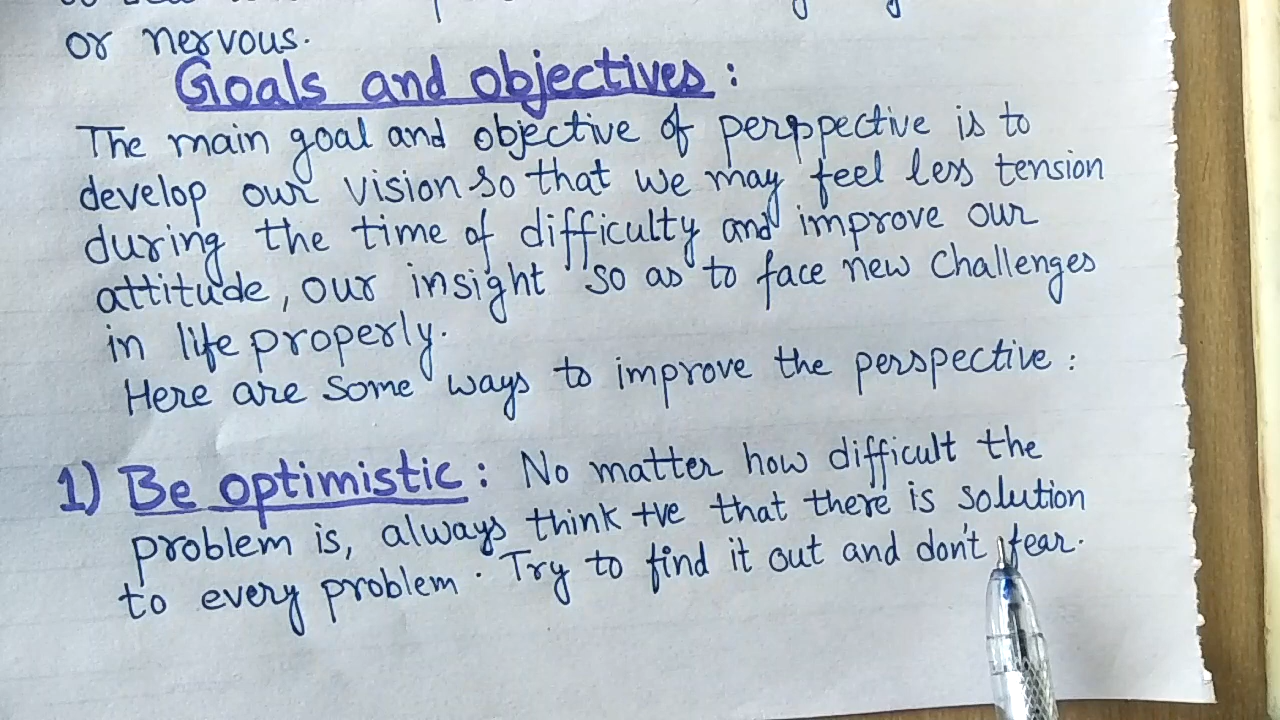 or nervous.
Goals and objectives :
The main goal and objective of perppective is to
develop our vision so that we may feel less tension
during the time of difficulty and improve our
attitude, our insight so as to face new challenges
in life properly.
Here are some ways to improve the perspective :
1) Be optimistic : No matter how difficult the
problem is, always think +ve that there is solution
to every problem. Try to find it out and don't fear.